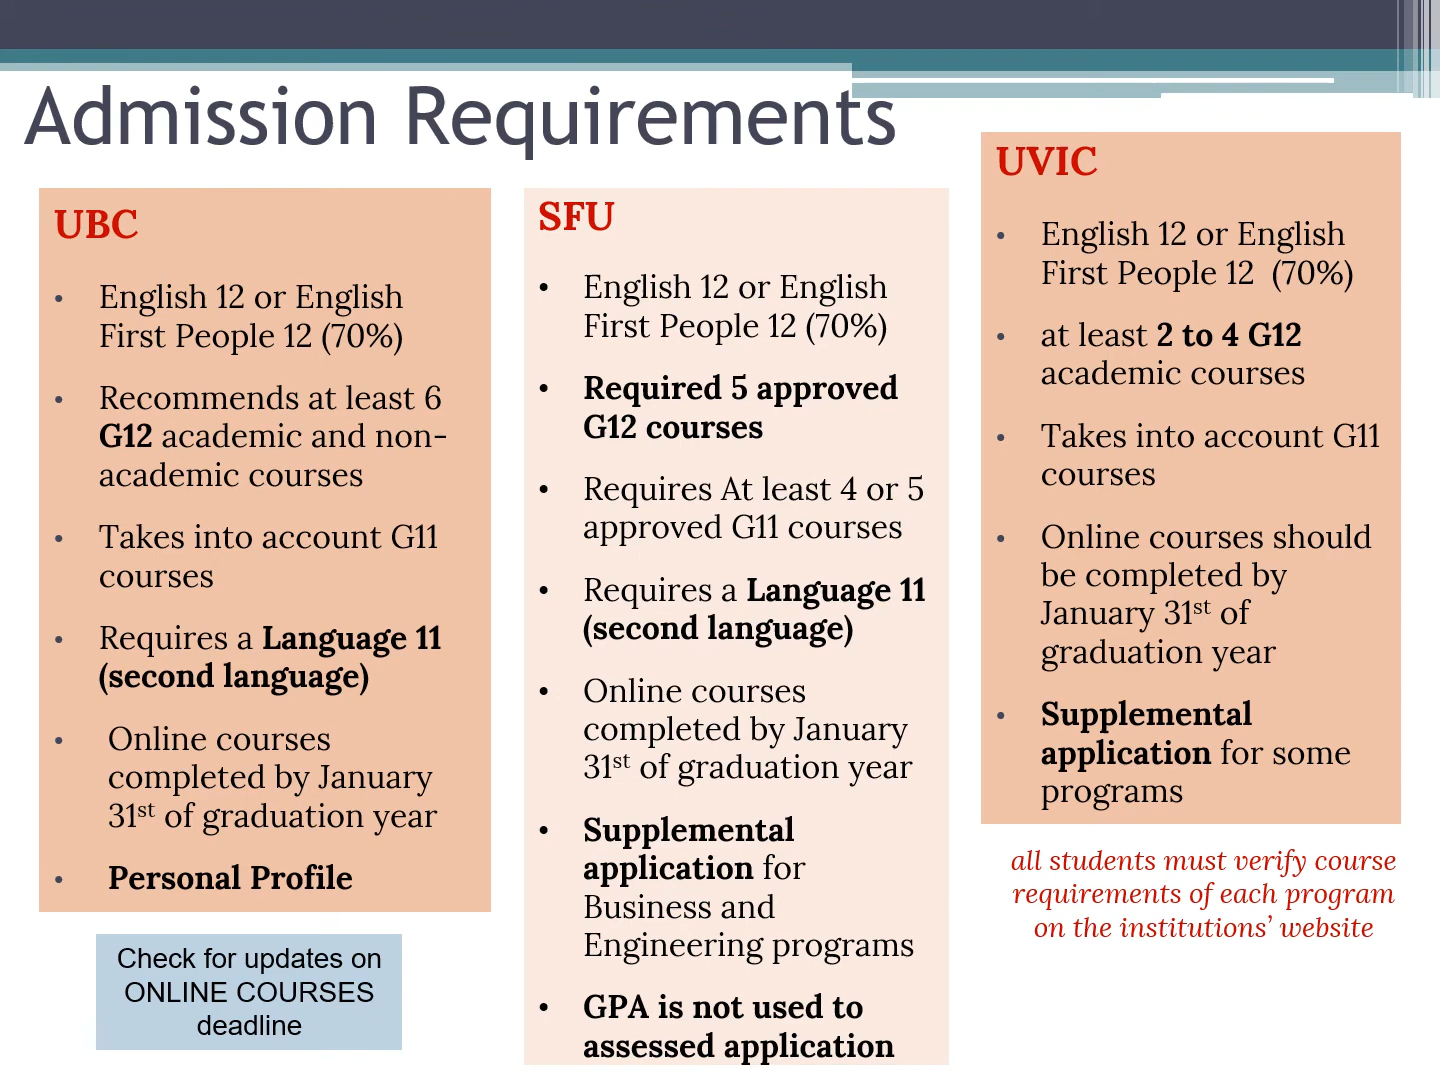 Admission Requirements
UBC
• English 12 or English
First People 12 (70%)
• Recommends at least 6
G12 academic and non-
academic courses
• Takes into account G11
courses
• Requires a Language 11
(second language)
• Online courses
completed by January
31st of graduation year
• Personal Profile
Check for updates on
ONLINE COURSES
deadline
SFU
• English 12 or English
First People 12 (70%)
• Required 5 approved
G12 courses
• Requires At least 4 or 5
approved G11 courses
• Requires a Language 11
(second language)
• Online courses
completed by January
31st of graduation year
• Supplemental
application for
Business and
Engineering programs
• GPA is not used to
assessed application
UVIC
• English 12 or English
First People 12 (70%)
• at least 2 to 4 G12
academic courses
• Takes into account G11
courses
• Online courses should
be completed by
January 31st of
graduation year
• Supplemental
application for some
programs
all students must verify course
requirements of each program
on the institutions’ website